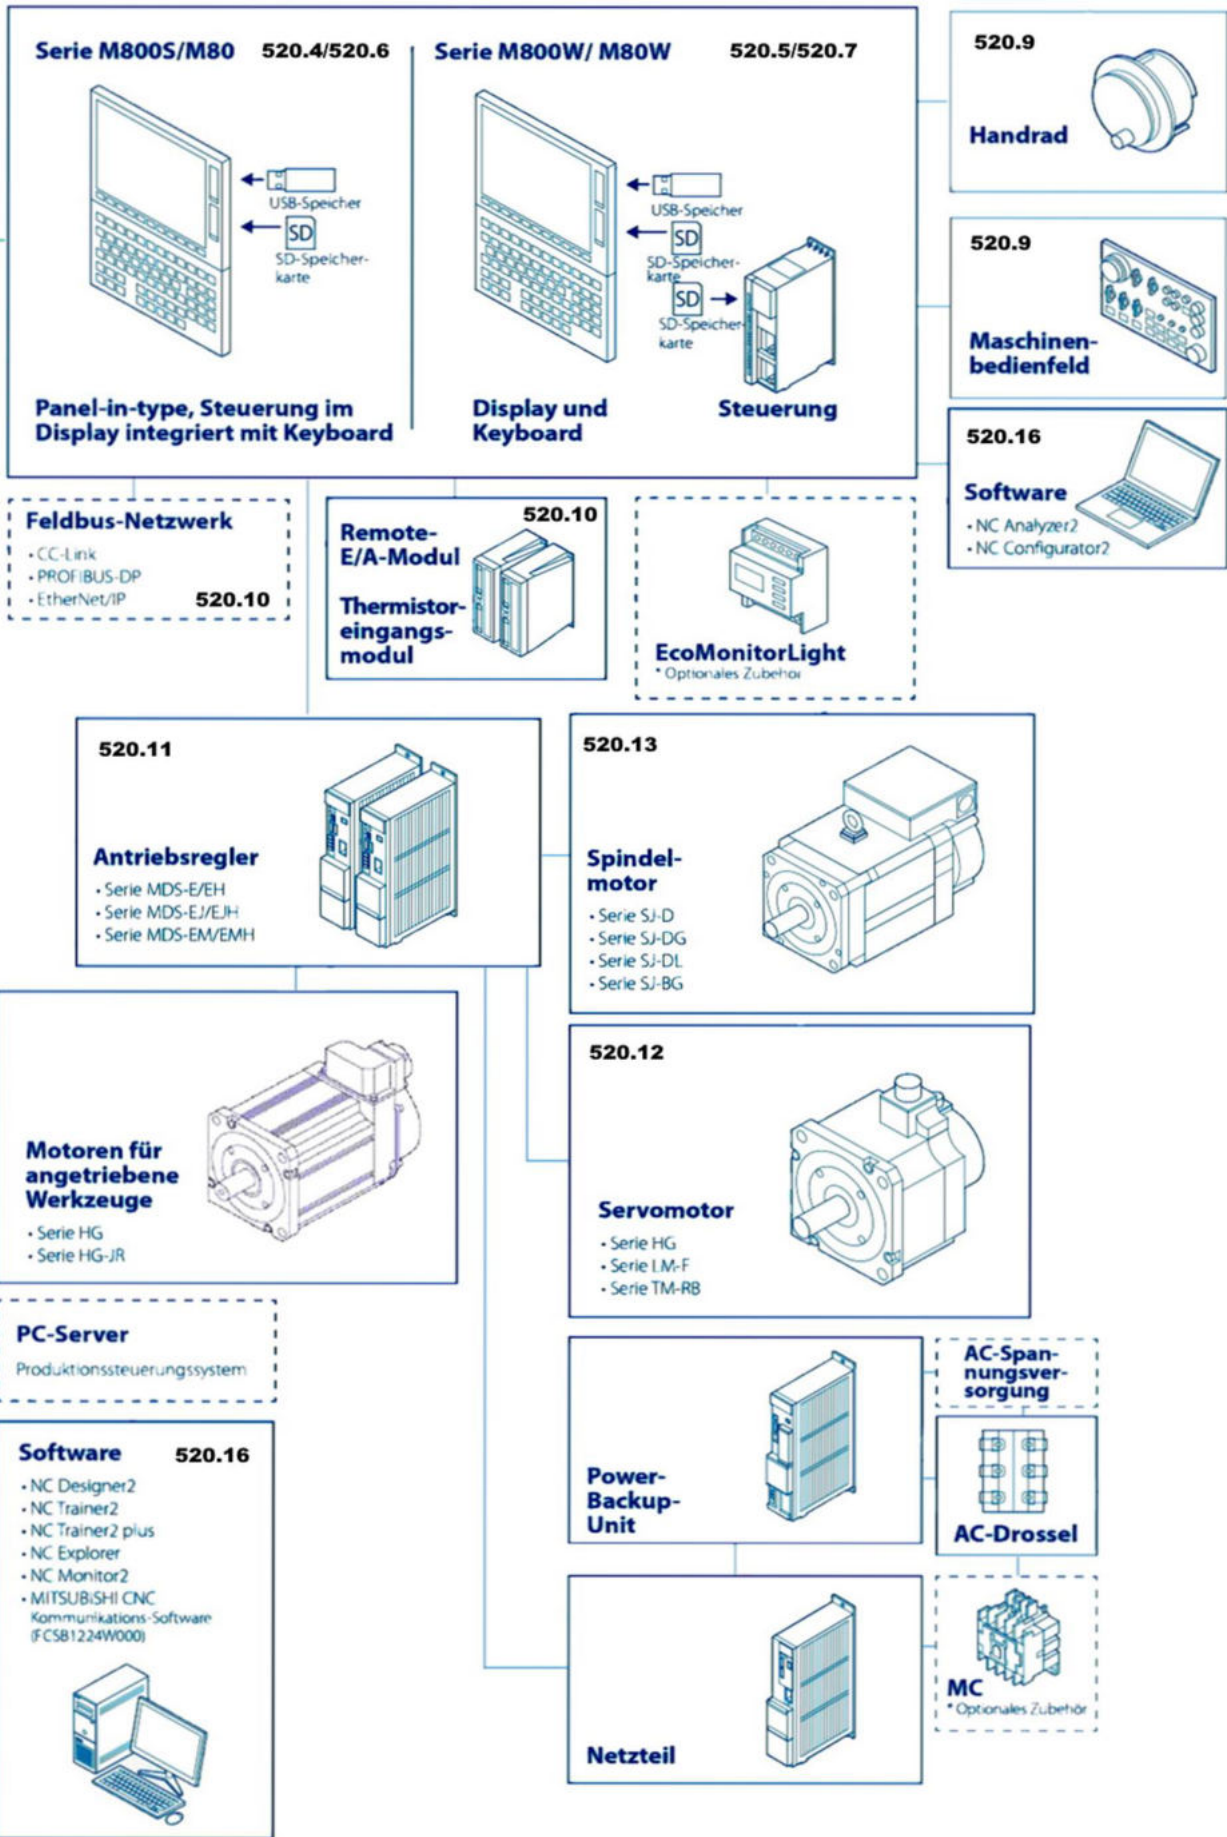 Serie M800S/M80 520.4/520.6
USB-Speicher
SD
SD-Speicher-
karte
Panel-in-type, Steuerung im
Display integriert mit Keyboard
Serie M800W/ M80W 520.5/520.7
USB-Speicher
SD
SD-Speicher-
karte
SD
SD-Speicher-
karte
Display und
Keyboard
Steuerung
520.9
Handrad
520.9
Maschinen-
bedienfeld
520.16
Software
• NC Analyzer2
• NC Configurator2
Feldbus-Netzwerk
• CC-Link
• PROFIBUS-DP
• EtherNet/IP 520.10
520.10
Remote-
E/A-Modul
Thermistor-
eingangs-
modul
EcoMonitorLight
* Optionales Zubehör
520.11
Antriebsregler
• Serie MDS-E/EH
• Serie MDS-EJ/EJH
• Serie MDS-EM/EMH
520.13
Spindel-
motor
• Serie SJ-D
• Serie SJ-DG
• Serie SJ-DL
• Serie SJ-BG
Motoren für
angetriebene
Werkzeuge
• Serie HG
• Serie HG-JR
520.12
Servomotor
• Serie HG
• Serie LM-F
• Serie TM-RB
PC-Server
Produktionssteuerungssystem
Software 520.16
• NC Designer2
• NC Trainer2
• NC Trainer2 plus
• NC Explorer
• NC Monitor2
• MITSUBISHI CNC
Kommunikations-Software
(FCSB1224W000)
Power-
Backup-
Unit
AC-Span-
nungsver-
sorgung
AC-Drossel
Netzteil
MC
* Optionales Zubehör